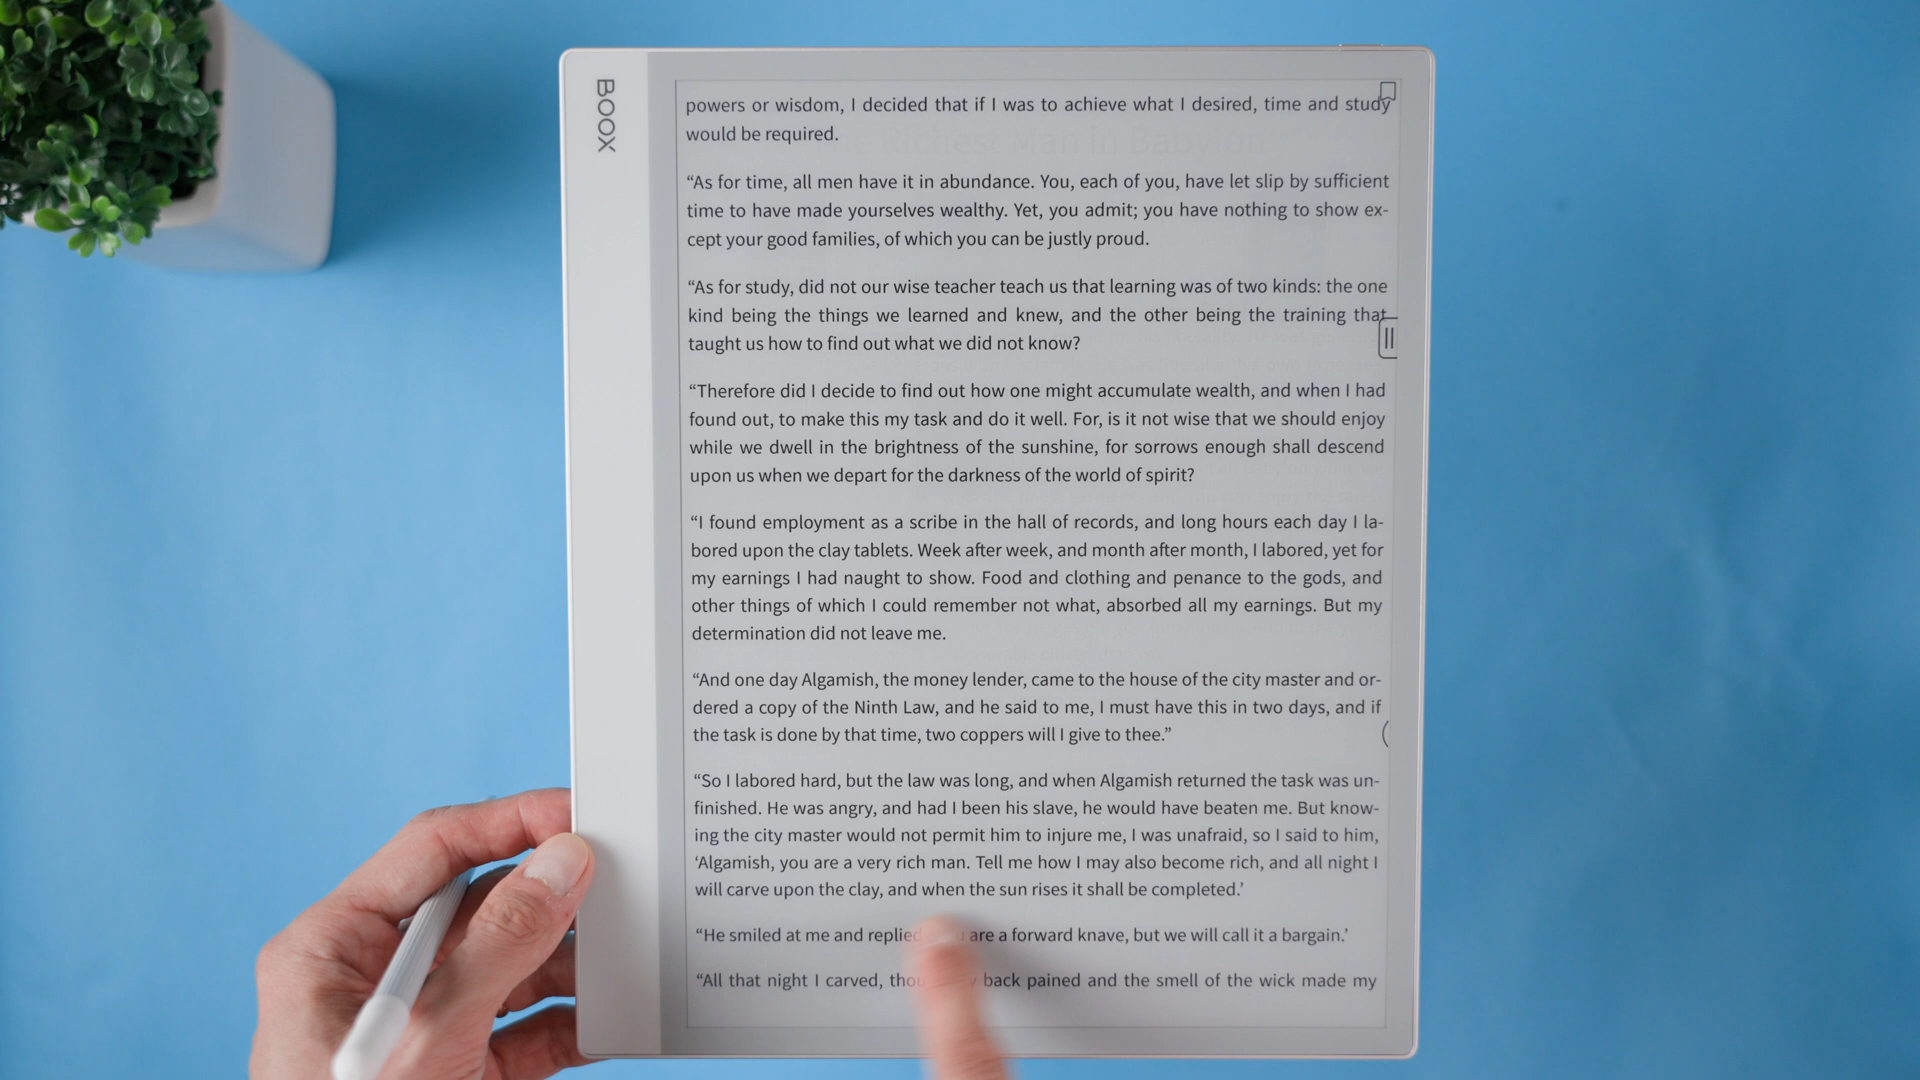 BOOX
powers or wisdom, I decided that if I was to achieve what I desired, time and study
would be required.
The Richest Man in Babylon
“As for time, all men have it in abundance. You, each of you, have let slip by sufficient
time to have made yourselves wealthy. Yet, you admit; you have nothing to show ex-
cept your good families, of which you can be justly proud.
“As for study, did not our wise teacher teach us that learning was of two kinds: the one
kind being the things we learned and knew, and the other being the training that
taught us how to find out what we did not know?
“Therefore did I decide to find out how one might accumulate wealth, and when I had
found out, to make this my task and do it well. For, is it not wise that we should enjoy
while we dwell in the brightness of the sunshine, for sorrows enough shall descend
upon us when we depart for the darkness of the world of spirit?
“I found employment as a scribe in the hall of records, and long hours each day I la-
bored upon the clay tablets. Week after week, and month after month, I labored, yet for
my earnings I had naught to show. Food and clothing and penance to the gods, and
other things of which I could remember not what, absorbed all my earnings. But my
determination did not leave me.
“And one day Algamish, the money lender, came to the house of the city master and or-
dered a copy of the Ninth Law, and he said to me, I must have this in two days, and if
the task is done by that time, two coppers will I give to thee.”
“So I labored hard, but the law was long, and when Algamish returned the task was un-
finished. He was angry, and had I been his slave, he would have beaten me. But know-
ing the city master would not permit him to injure me, I was unafraid, so I said to him,
‘Algamish, you are a very rich man. Tell me how I may also become rich, and all night I
will carve upon the clay, and when the sun rises it shall be completed.’
“He smiled at me and replied are a forward knave, but we will call it a bargain.’
“All that night I carved, back pained and the smell of the wick made my